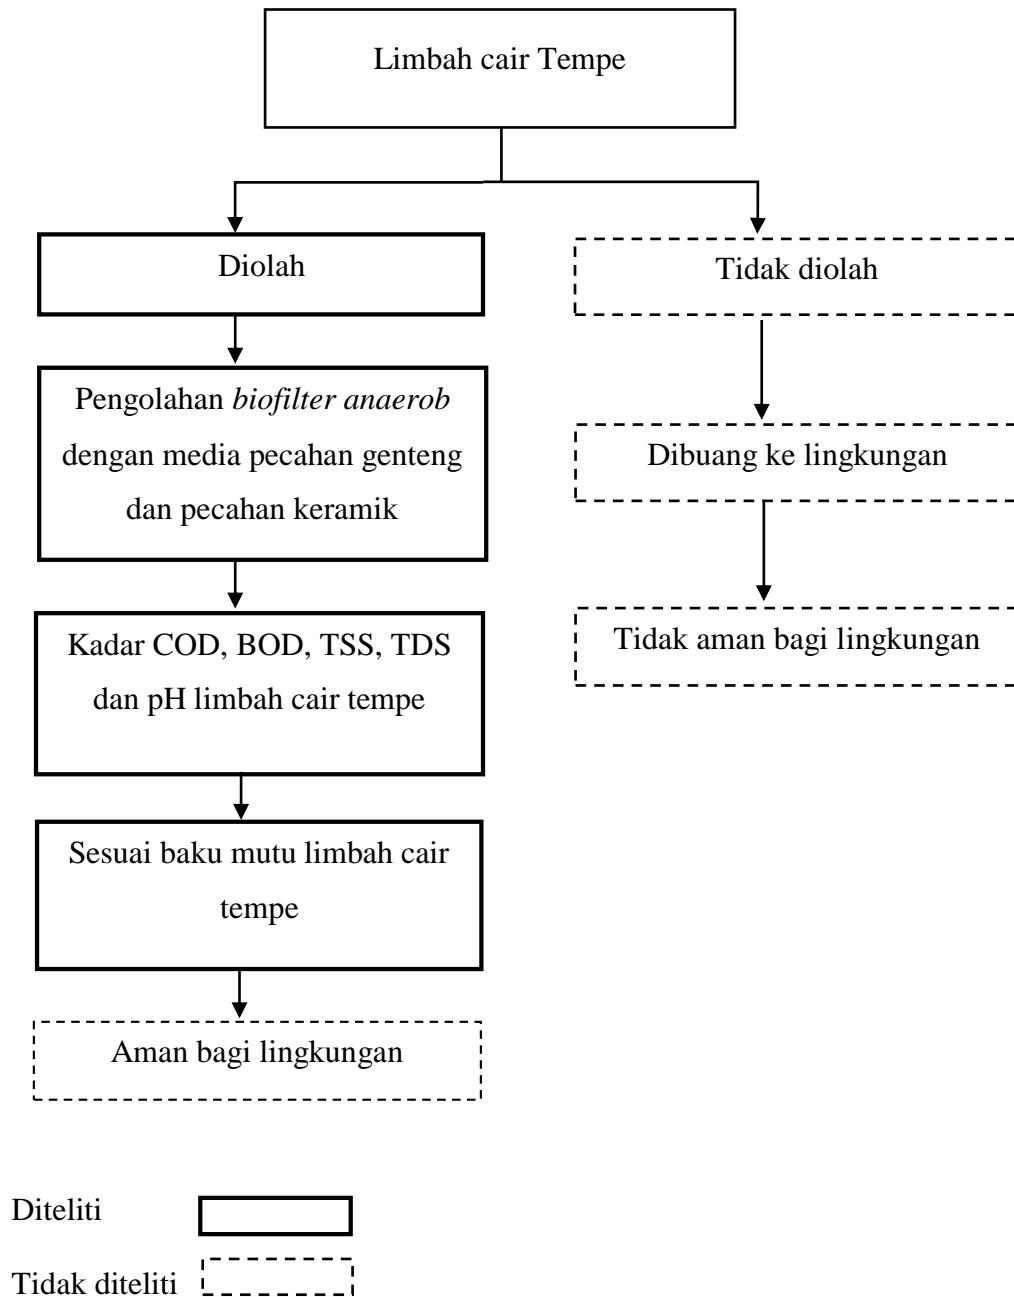 Limbah cair Tempe
Diolah
Tidak diolah
Pengolahan biofilter anaerob
dengan media pecahan genteng
dan pecahan keramik
Dibuang ke lingkungan
Kadar COD, BOD, TSS, TDS
dan pH limbah cair tempe
Tidak aman bagi lingkungan
Sesuai baku mutu limbah cair
tempe
Aman bagi lingkungan
Diteliti
Tidak diteliti